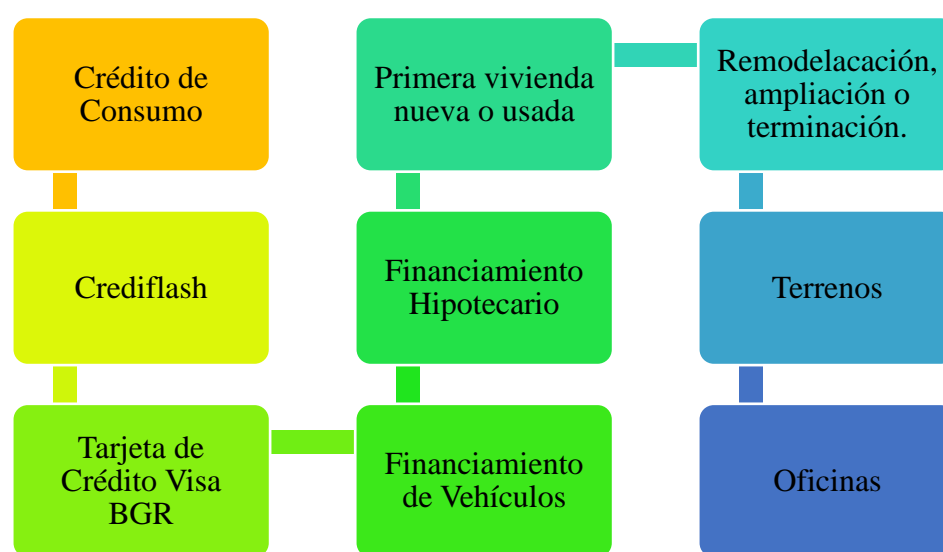 Crédito de
Consumo
Crediflash
Tarjeta de
Crédito Visa
BGR
Financiamiento
de Vehículos
Financiamiento
Hipotecario
Primera vivienda
nueva o usada
Remodelacación,
ampliación o
terminación.
Terrenos
Oficinas